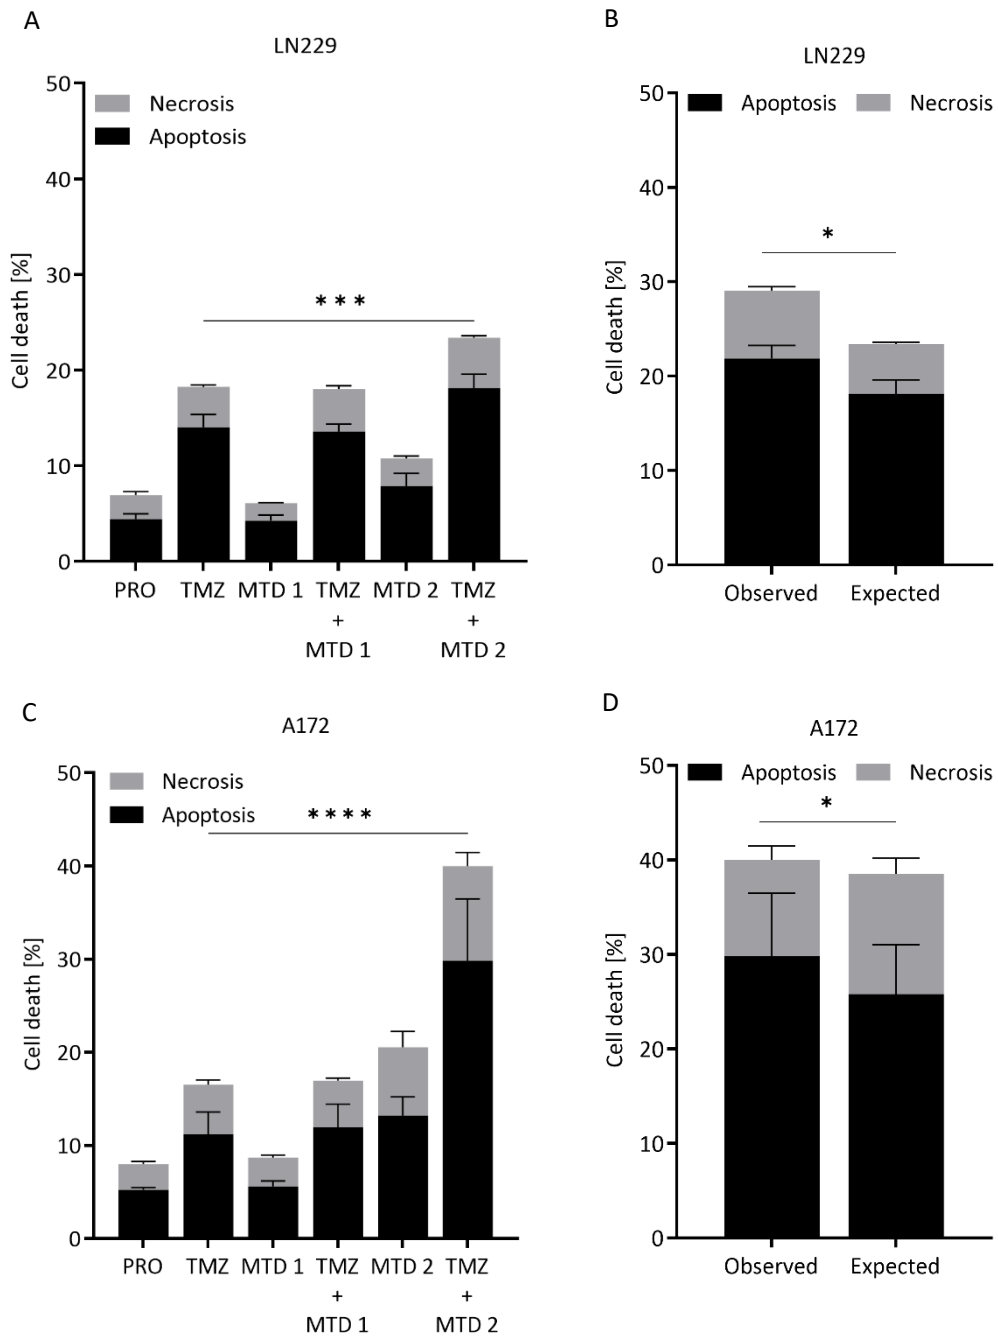 A
LN229
50
40
30
20
10
0
Cell death [%]
Necrosis
Apoptosis
***
PRO TMZ MTD 1 TMZ MTD 2 TMZ
+ +
MTD 1 MTD 2
B
LN229
50
40
30
20
10
0
Cell death [%]
Apoptosis Necrosis
*
Observed Expected
C
A172
50
40
30
20
10
0
Cell death [%]
Necrosis
Apoptosis
****
PRO TMZ MTD 1 TMZ MTD 2 TMZ
+ +
MTD 1 MTD 2
D
A172
50
40
30
20
10
0
Cell death [%]
Apoptosis Necrosis
*
Observed Expected